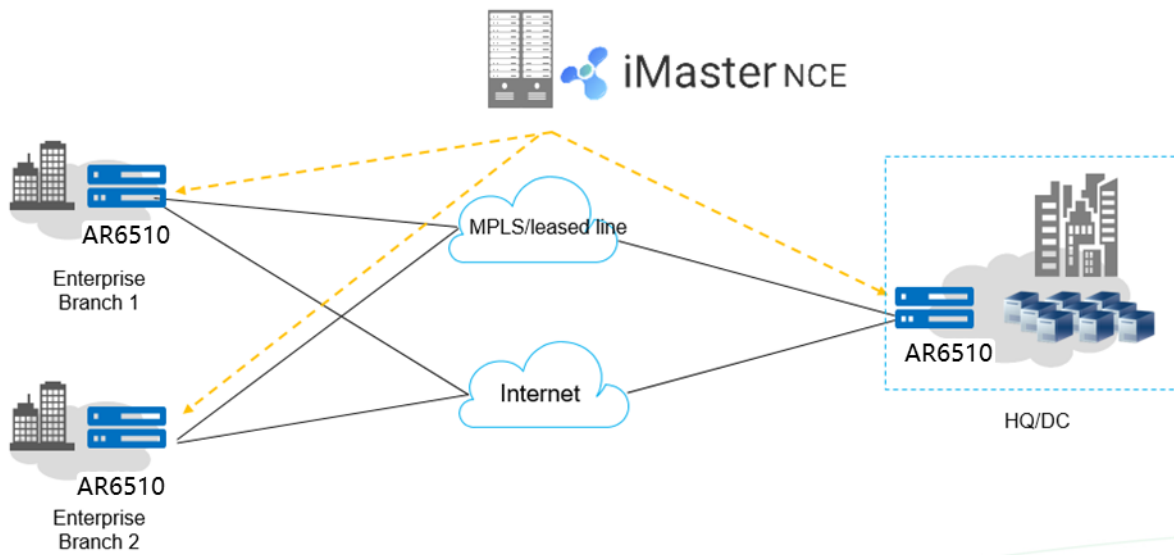 iMaster NCE
AR6510
Enterprise
Branch 1
MPLS/leased line
AR6510
HQ/DC
Internet
AR6510
Enterprise
Branch 2